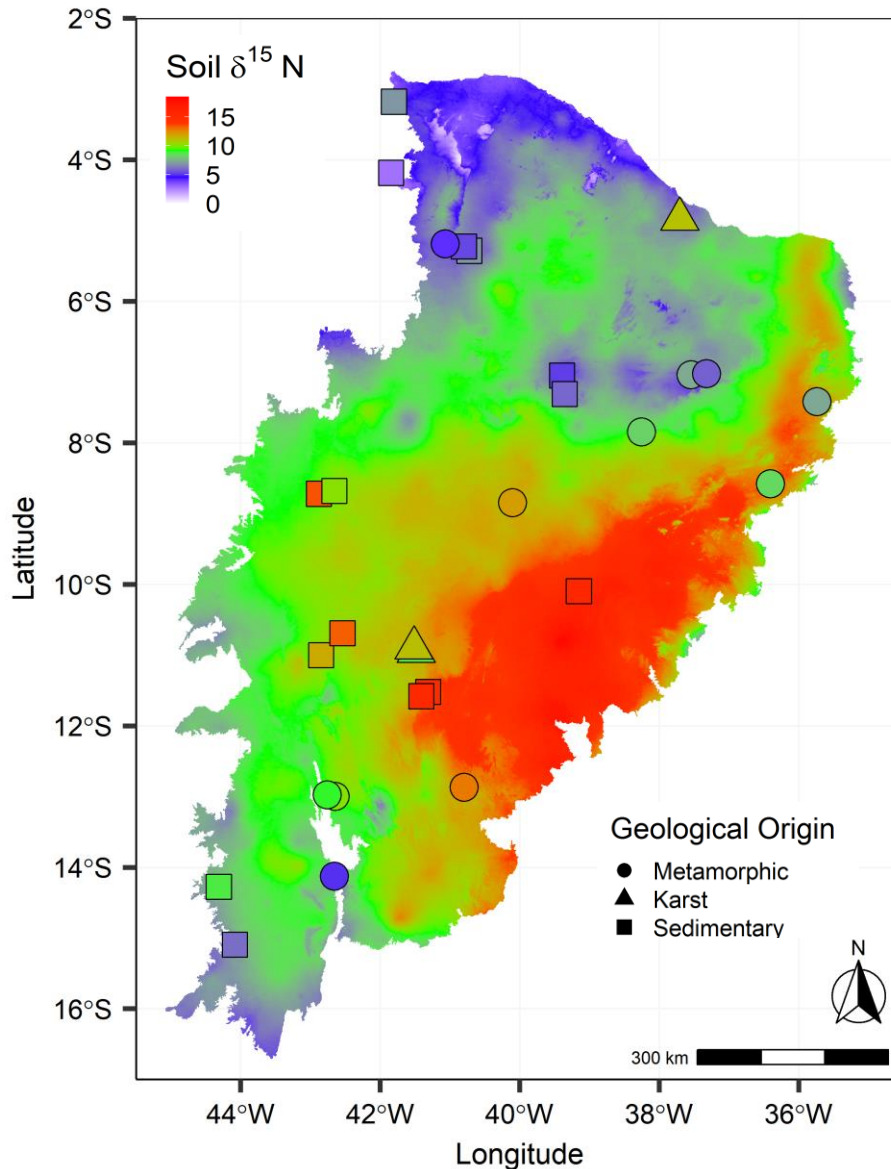 2°S
4°S
6°S
8°S
10°S
12°S
14°S
16°S
Latitude
Soil δ¹⁵ N
15
10
5
0
Geological Origin
Metamorphic
Karst
Sedimentary
N
300 km
44°W
42°W
40°W
38°W
36°W
Longitude